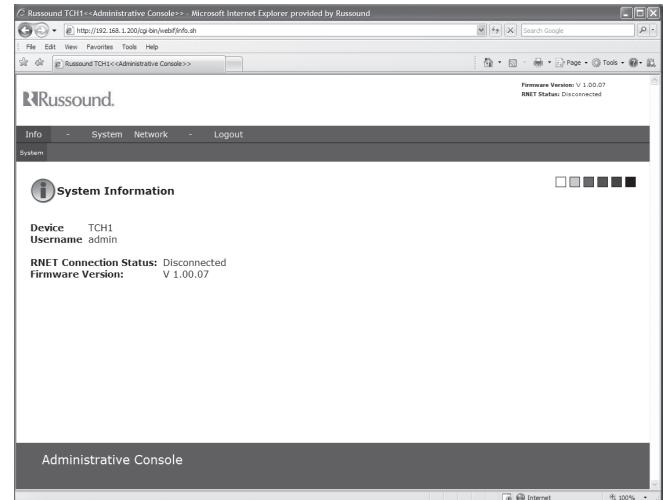 Russound TCH1<<Administrative Console>> - Microsoft Internet Explorer provided by Russound
http://192.168.1.200/cgi-bin/webif/info.sh
Search Google
File Edit View Favorites Tools Help
Russound TCH1<<Administrative Console>>
Page Tools
Firmware Version: V 1.00.07
RNET Status: Disconnected
Russound.
Info - System Network - Logout
System
System Information
Device TCH1
Username admin
RNET Connection Status: Disconnected
Firmware Version: V 1.00.07
Administrative Console
Internet 100%